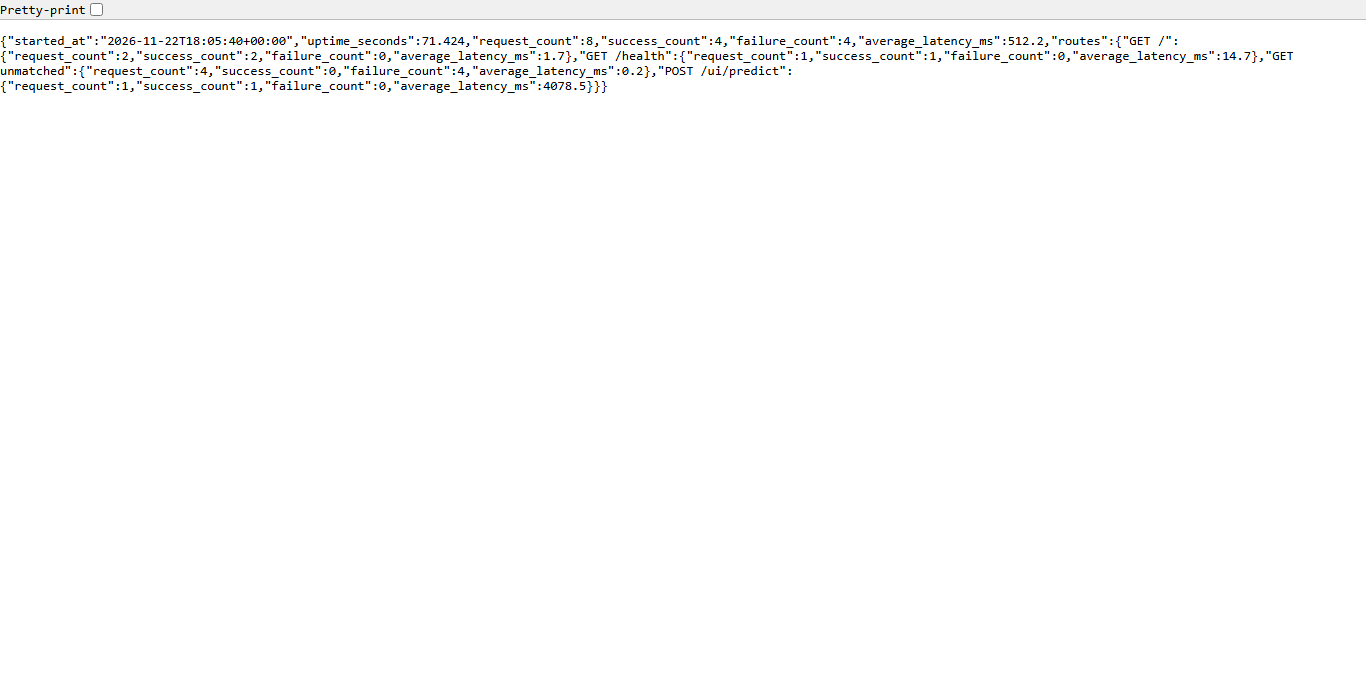 Pretty-print
{"started_at":"2026-11-22T18:05:40+00:00","uptime_seconds":71.424,"request_count":8,"success_count":4,"failure_count":4,"average_latency_ms":512.2,"routes":{"GET /":
{"request_count":2,"success_count":2,"failure_count":0,"average_latency_ms":1.7},"GET /health":{"request_count":1,"success_count":1,"failure_count":0,"average_latency_ms":14.7},"GET
unmatched":{"request_count":4,"success_count":0,"failure_count":4,"average_latency_ms":0.2},"POST /ui/predict":
{"request_count":1,"success_count":1,"failure_count":0,"average_latency_ms":4078.5}}}